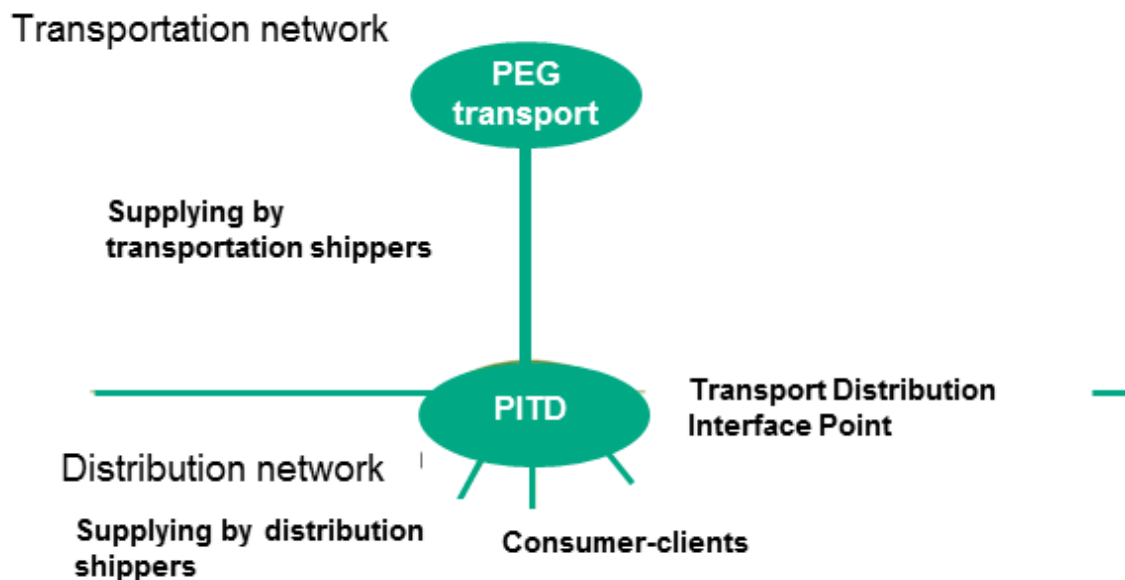 Transportation network
PEG
transport
Supplying by
transportation shippers
PITD
Transport Distribution
Interface Point
Distribution network
Supplying by distribution
shippers
Consumer-clients